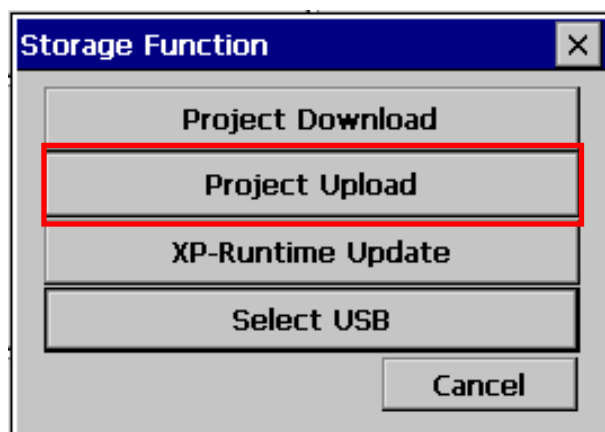 Storage Function
Project Download
Project Upload
XP-Runtime Update
Select USB
Cancel